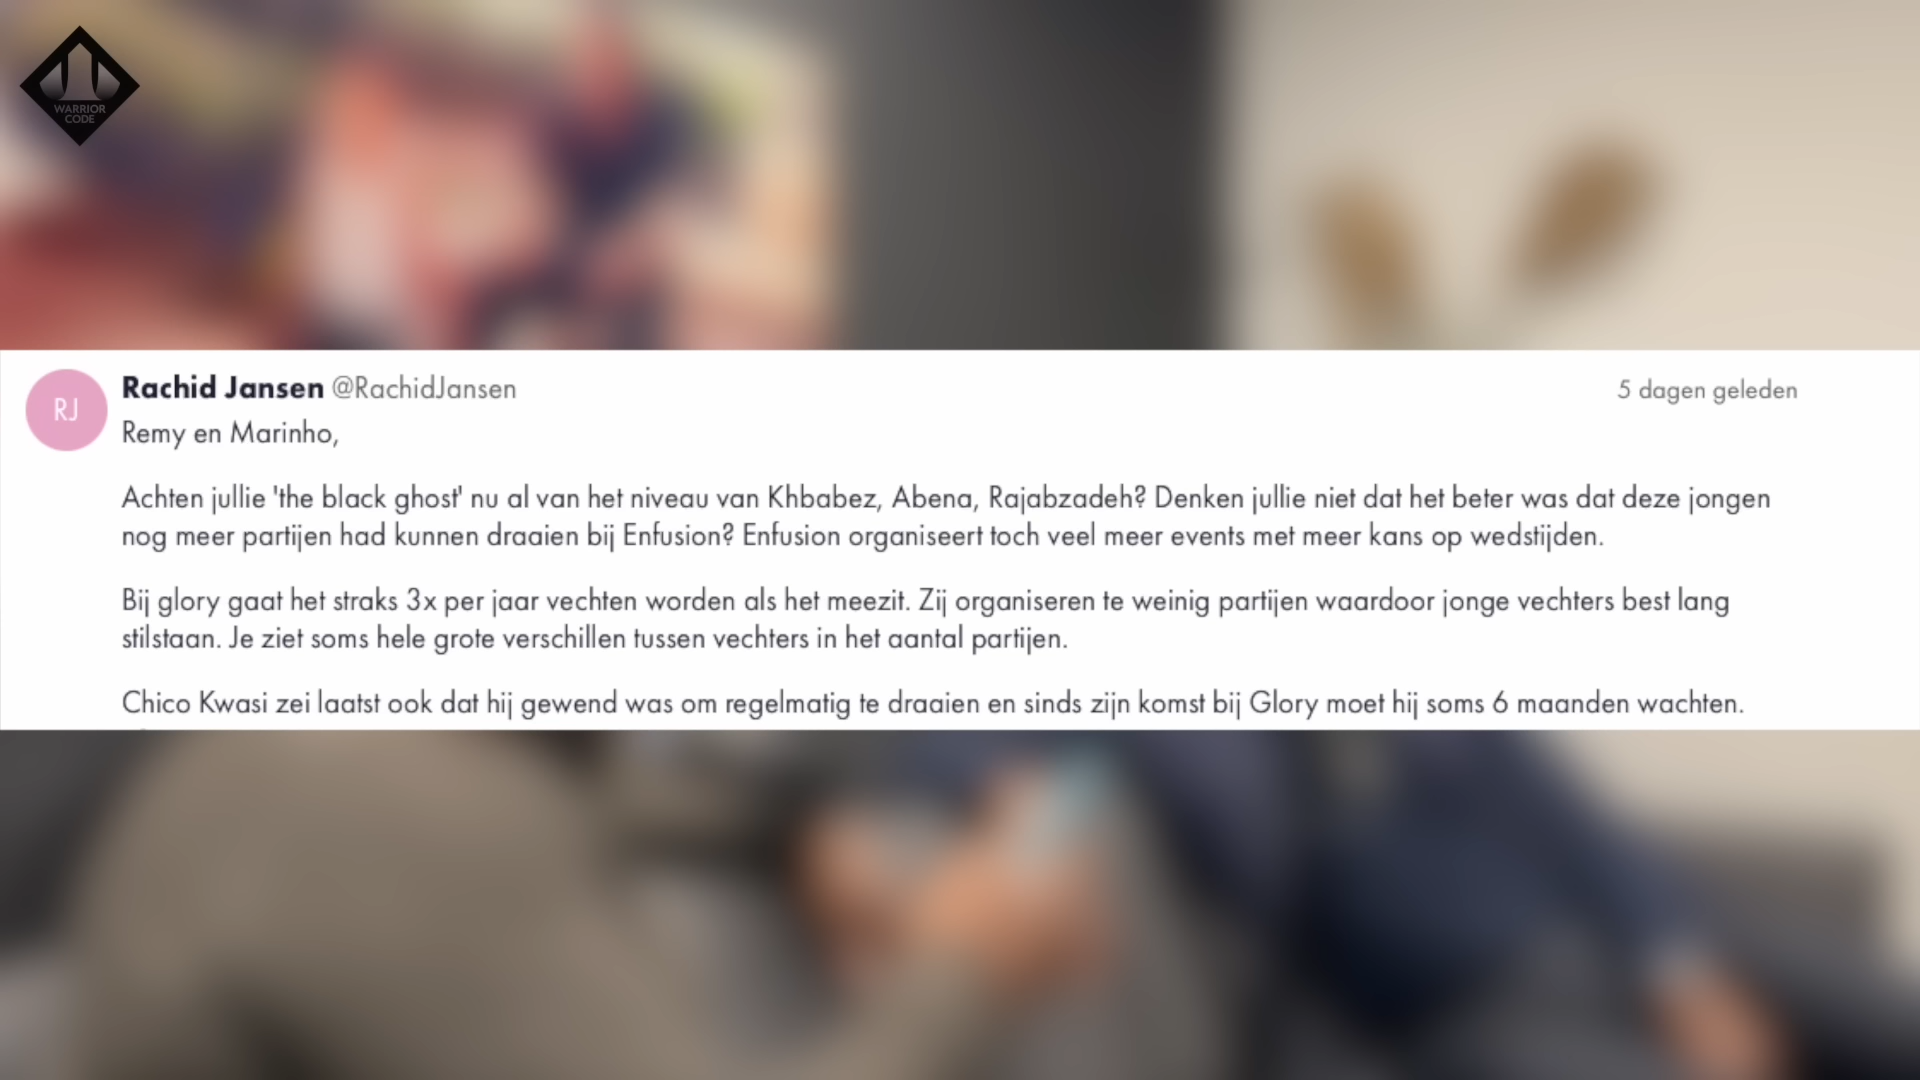 WARRIOR
CODE
RJ
Rachid Jansen @RachidJansen
5 dagen geleden
Remy en Marinho,
Achten jullie 'the black ghost' nu al van het niveau van Khbabez, Abena, Rajabzadeh? Denken jullie niet dat het beter was dat deze jongen
nog meer partijen had kunnen draaien bij Enfusion? Enfusion organiseert toch veel meer events met meer kans op wedstijden.
Bij glory gaat het straks 3x per jaar vechten worden als het meezit. Zij organiseren te weinig partijen waardoor jonge vechters best lang
stilstaan. Je ziet soms hele grote verschillen tussen vechters in het aantal partijen.
Chico Kwasi zei laatst ook dat hij gewend was om regelmatig te draaien en sinds zijn komst bij Glory moet hij soms 6 maanden wachten.